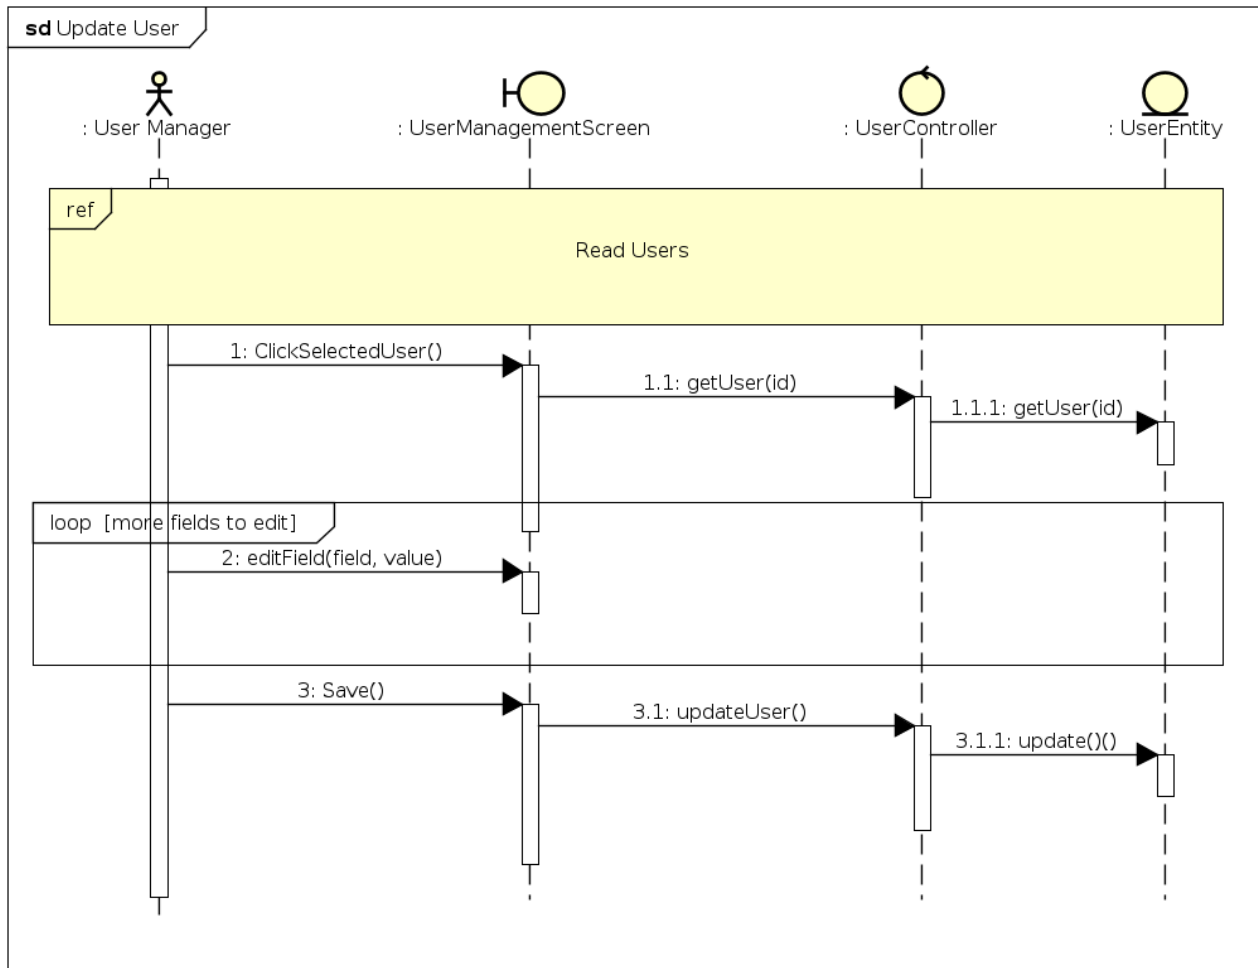 sd Update User
: User Manager
: UserManagementScreen
: UserController
: UserEntity
ref
Read Users
1: ClickSelectedUser()
1.1: getUser(id)
1.1.1: getUser(id)
loop [more fields to edit]
2: editField(field, value)
3: Save()
3.1: updateUser()
3.1.1: update()()